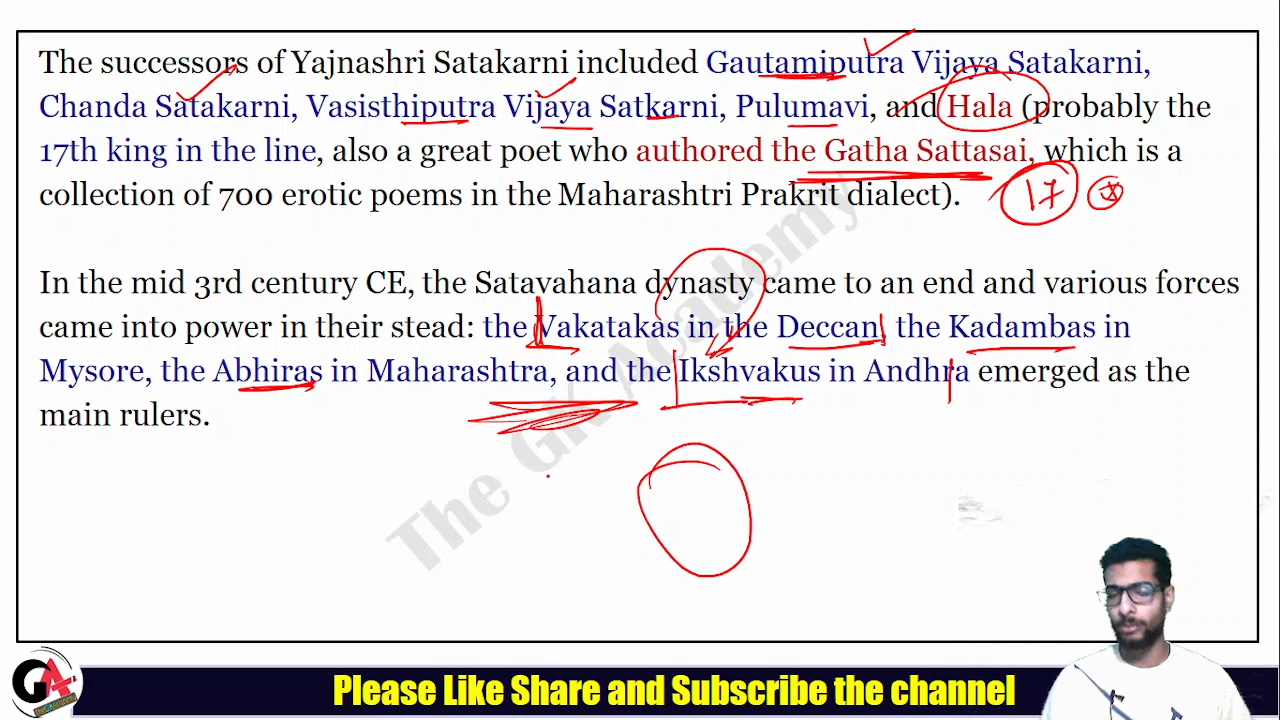 The successors of Yajnashri Satakarni included Gautamiputra Vijaya Satakarni,
Chanda Satakarni, Vasisthiputra Vijaya Satkarni, Pulumavi, and Hala (probably the
17th king in the line, also a great poet who authored the Gatha Sattasai, which is a
collection of 700 erotic poems in the Maharashtri Prakrit dialect).
17
In the mid 3rd century CE, the Satavahana dynasty came to an end and various forces
came into power in their stead: the Vakatakas in the Deccan, the Kadambas in
Mysore, the Abhiras in Maharashtra, and the Ikshvakus in Andhra emerged as the
main rulers.
The GK Academy
GA
Please Like Share and Subscribe the channel